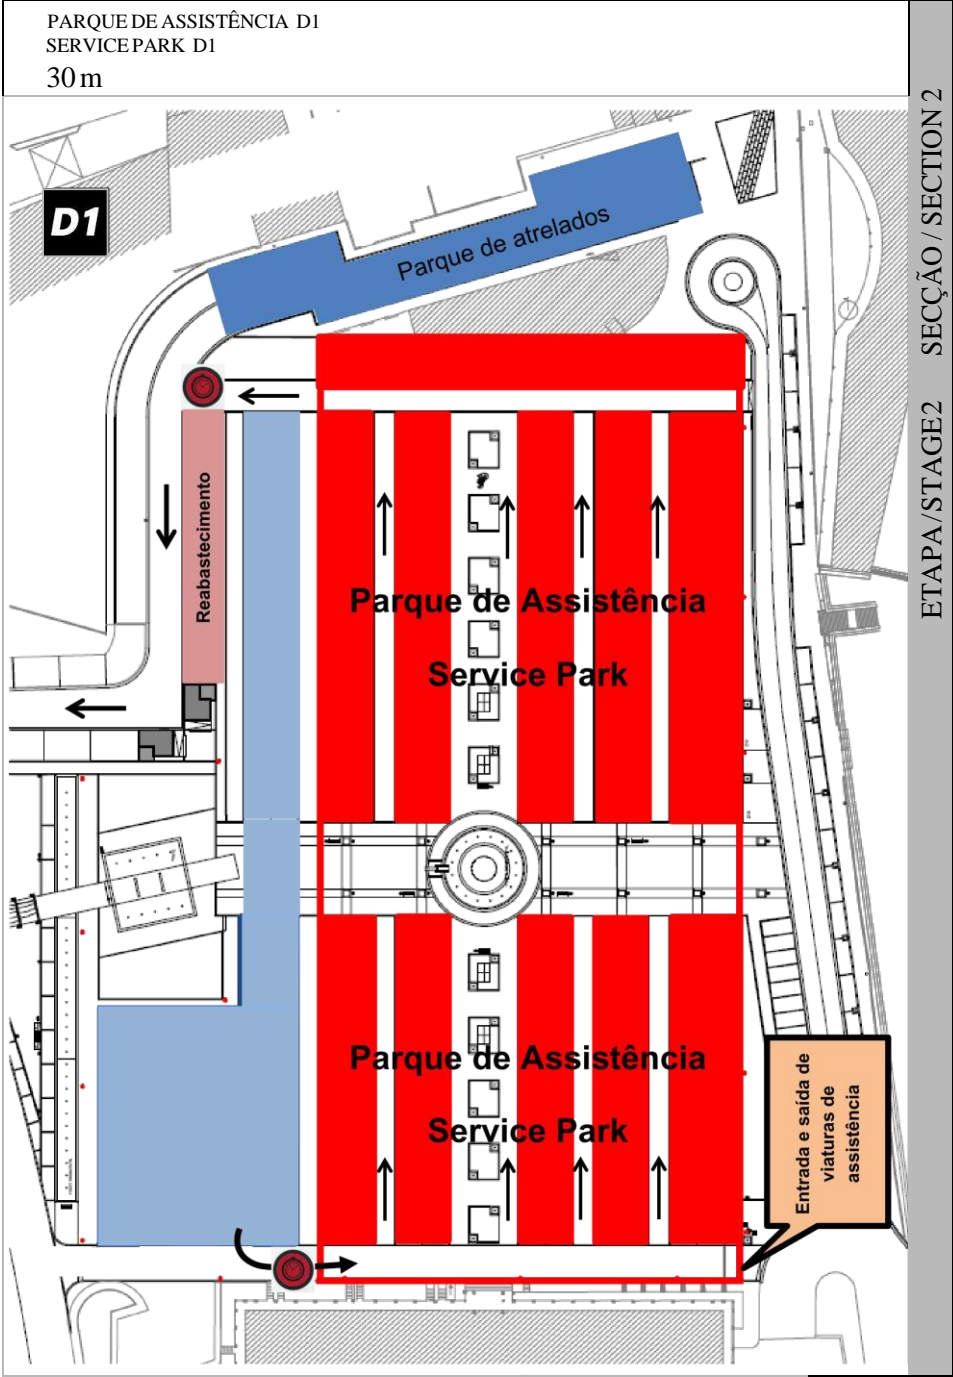 PARQUE DE ASSISTÊNCIA D1
SERVICE PARK D1
30 m
ETAPA/STAGE2 SECÇÃO / SECTION 2
D1
Parque de atrelados
Reabastecimento
Parque de Assistência
Service Park
Parque de Assistência
Service Park
Entrada e saída de
viaturas de
assistência